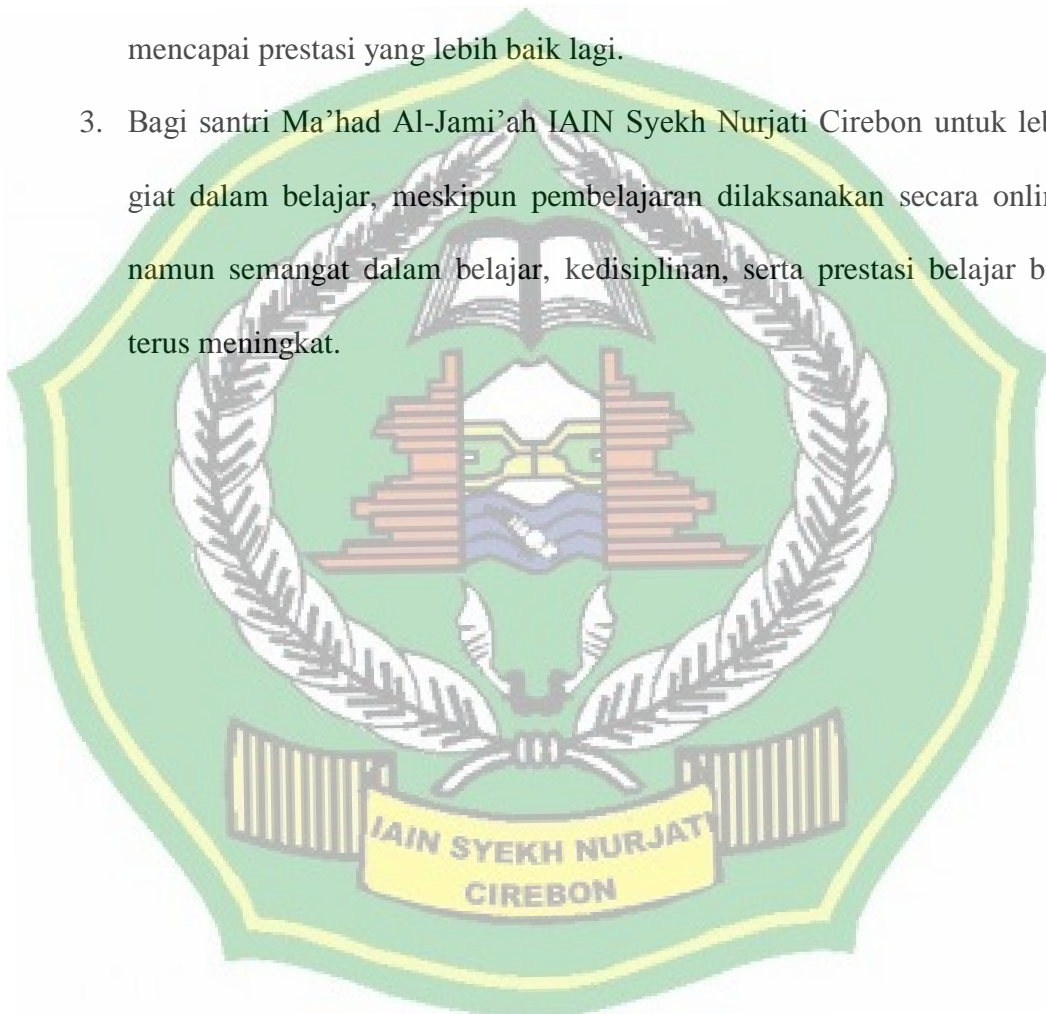 mencapai prestasi yang lebih baik lagi.
3. Bagi santri Ma’had Al-Jami’ah IAIN Syekh Nurjati Cirebon untuk
giat dalam belajar, meskipun pembelajaran dilaksanakan secara
namun semangat dalam belajar, kedisiplinan, serta prestasi belajar
terus meningkat.
IAIN SYEKH NURJATI
CIREBON